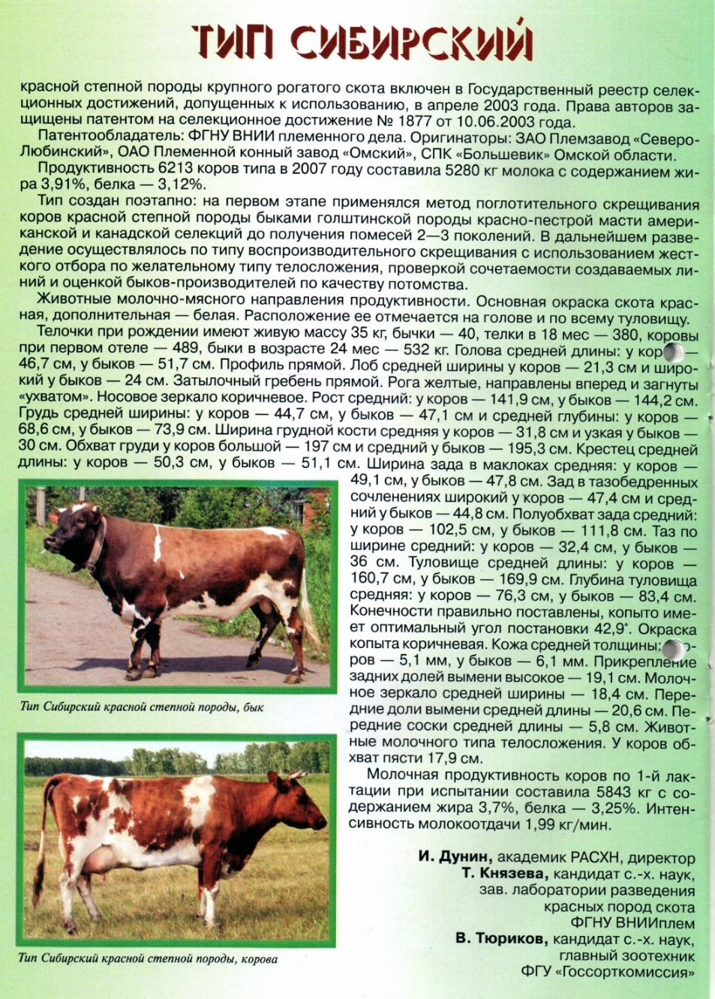 ТИП СИБИРСКИЙ
красной степной породы крупного рогатого скота включен в Государственный реестр селек-
ционных достижений, допущенных к использованию, в апреле 2003 года. Права авторов за-
щищены патентом на селекционное достижение № 1877 от 10.06.2003 года.
Патентообладатель: ФГНУ ВНИИ племенного дела. Оригинаторы: ЗАО Племзавод «Северо-
Любинский», ОАО Племенной конный завод «Омский», СПК «Большевик» Омской области.
Продуктивность 6213 коров типа в 2007 году составила 5280 кг молока с содержанием жи-
ра 3,91%, белка — 3,12%.
Тип создан поэтапно: на первом этапе применялся метод поглотительного скрещивания
коров красной степной породы быками голштинской породы красно-пестрой масти амери-
канской и канадской селекций до получения помесей 2—3 поколений. В дальнейшем разве-
дение осуществлялось по типу воспроизводительного скрещивания с использованием жест-
кого отбора по желательному типу телосложения, проверкой сочетаемости создаваемых ли-
ний и оценкой быков-производителей по качеству потомства.
Животные молочно-мясного направления продуктивности. Основная окраска скота крас-
ная, дополнительная — белая. Расположение ее отмечается на голове и по всему туловищу.
Телочки при рождении имеют живую массу 35 кг, бычки — 40, телки в 18 мес — 380, коровы
при первом отеле — 489, быки в возрасте 24 мес — 532 кг. Голова средней длины: у кор —
46,7 см, у быков — 51,7 см. Профиль прямой. Лоб средней ширины у коров — 21,3 см и широ-
кий у быков — 24 см. Затылочный гребень прямой. Рога желтые, направлены вперед и загнуты
«ухватом». Носовое зеркало коричневое. Рост средний: у коров — 141,9 см, у быков — 144,2 см.
Грудь средней ширины: у коров — 44,7 см, у быков — 47,1 см и средней глубины: у коров —
68,6 см, у быков — 73,9 см. Ширина грудной кости средняя у коров — 31,8 см и узкая у быков —
30 см. Обхват груди у коров большой — 197 см и средний у быков — 195,3 см. Крестец средней
длины: у коров — 50,3 см, у быков — 51,1 см. Ширина зада в маклоках средняя: у коров —
49,1 см, у быков — 47,8 см. Зад в тазобедренных
сочленениях широкий у коров — 47,4 см и сред-
ний у быков — 44,8 см. Полуобхват зада средний:
у коров — 102,5 см, у быков — 111,8 см. Таз по
ширине средний: у коров — 32,4 см, у быков —
36 см. Туловище средней длины: у коров —
160,7 см, у быков — 169,9 см. Глубина туловища
средняя: у коров — 76,3 см, у быков — 83,4 см.
Конечности правильно поставлены, копыто име-
ет оптимальный угол постановки 42,9°. Окраска
копыта коричневая. Кожа средней толщины: о-
ров — 5,1 мм, у быков — 6,1 мм. Прикрепление
задних долей вымени высокое — 19,1 см. Молоч-
ное зеркало средней ширины — 18,4 см. Перед-
дние доли вымени средней длины — 20,6 см. Пе-
редние соски средней длины — 5,8 см. Живот-
ные молочного типа телосложения. У коров об-
хват пясти 17,9 см.
Молочная продуктивность коров по 1-й лак-
тации при испытании составила 5843 кг с со-
держанием жира 3,7%, белка — 3,25%. Интен-
сивность молокоотдачи 1,99 кг/мин.
Тип Сибирский красной степной породы, бык
Тип Сибирский красной степной породы, корова
И. Дунин, академик РАСХН, директор
Т. Князева, кандидат с.-х. наук,
зав. лаборатории разведения
красных пород скота
ФГНУ ВНИИплем
В. Тюриков, кандидат с.-х. наук,
главный зоотехник
ФГУ «Госсорткомиссия»